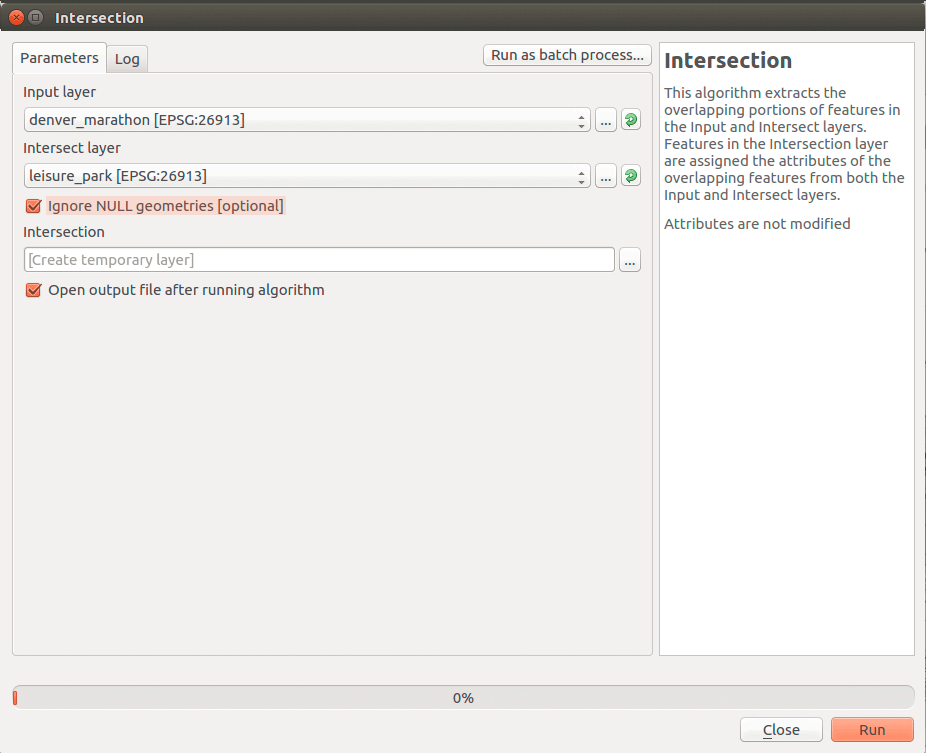 Intersection
Parameters
Log
Run as batch process...
Input layer
denver_marathon [EPSG:26913]
...
Intersect layer
leisure_park [EPSG:26913]
...
Ignore NULL geometries [optional]
Intersection
[Create temporary layer]
...
Open output file after running algorithm
Intersection
This algorithm extracts the
overlapping portions of features in
the Input and Intersect layers.
Features in the Intersection layer
are assigned the attributes of the
overlapping features from both the
Input and Intersect layers.
Attributes are not modified
0%
Close
Run